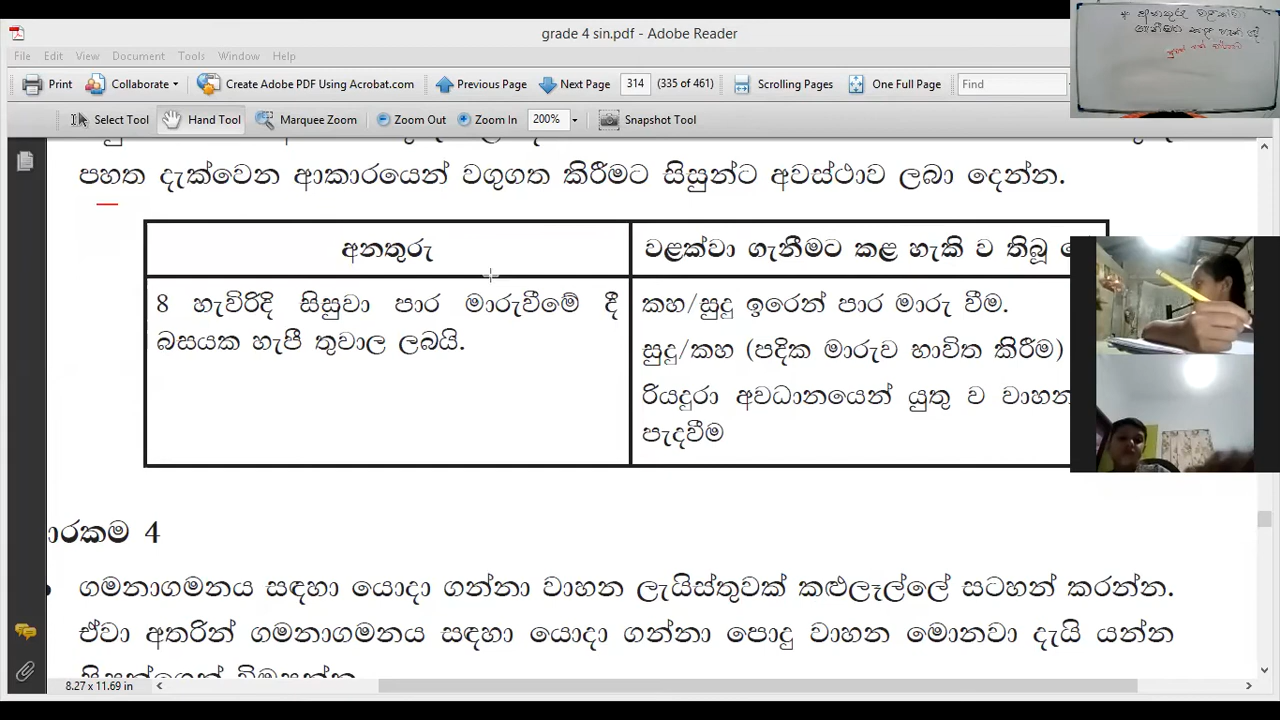 grade 4 sin.pdf - Adobe Reader
File Edit View Document Tools Window Help
Print Collaborate Create Adobe PDF Using Acrobat.com Previous Page Next Page 314 (335 of 461) Scrolling Pages One Full Page Find
Select Tool Hand Tool Marquee Zoom Zoom Out Zoom In 200% Snapshot Tool
පහත දැක්වෙන ආකාරයෙන් වගුගත කිරීමට සිසුන්ට අවස්ථාව ලබා දෙන්න.
අනතුරු
වළක්වා ගැනීමට කළ හැකි ව තිබූ
8 හැවිරිදි සිසුවා පාර මාරුවීමේ දී
බසයක හැපී තුවාල ලබයි.
කහ/සුදු ඉරෙන් පාර මාරු වීම.
සුදු/කහ (පදික මාරුව භාවිත කිරීම)
රියදුරා අවධානයෙන් යුතු ව වාහන
පැදවීම
ාරකම 4
ගමනාගමනය සඳහා යොදා ගන්නා වාහන ලැයිස්තුවක් කළුලෑල්ලේ සටහන් කරන්න.
ඒවා අතරින් ගමනාගමනය සඳහා යොදා ගන්නා පොදු වාහන මොනවා දැයි යන්න
සිසුන්ගෙන් විමසන්න
8.27 x 11.69 in